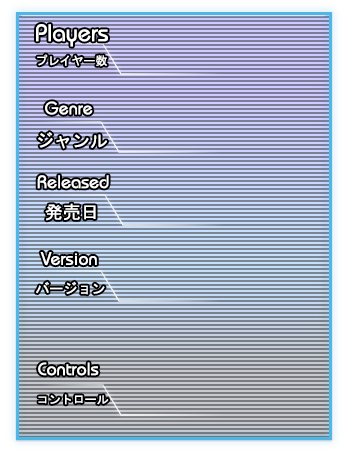 Players
プレイヤー数
Genre
ジャンル
Released
発売日
Version
バージョン
Controls
コントロール